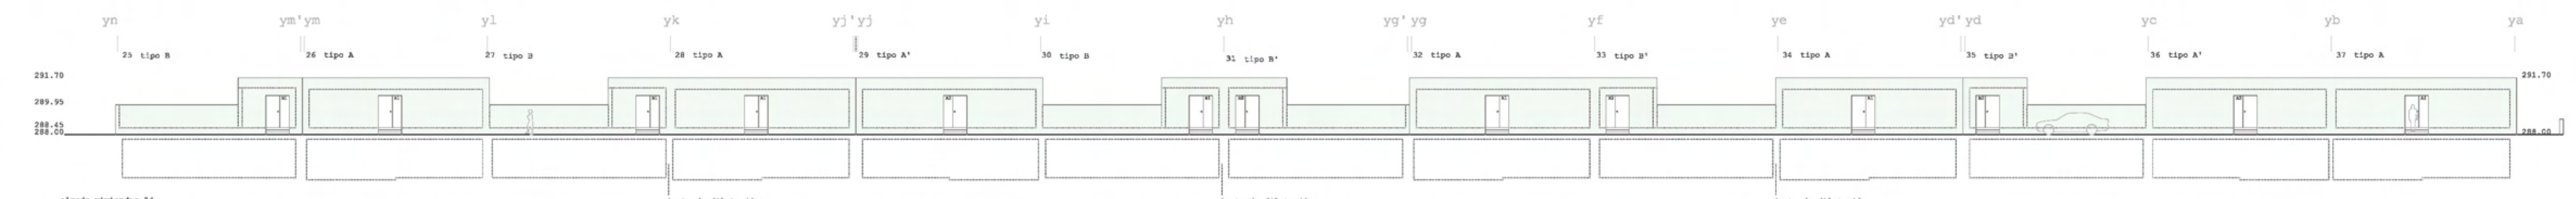 yn ym'ym yl yk yj'yj yi yh yg'yg yf ye yd'yd yc yb ya
25 tipo B 26 tipo A 27 tipo B 28 tipo A 29 tipo A' 30 tipo B 31 tipo B' 32 tipo A 33 tipo B' 34 tipo A 35 tipo B' 36 tipo A' 37 tipo A
291.70 291.70
289.95
288.45
288.00 288.00